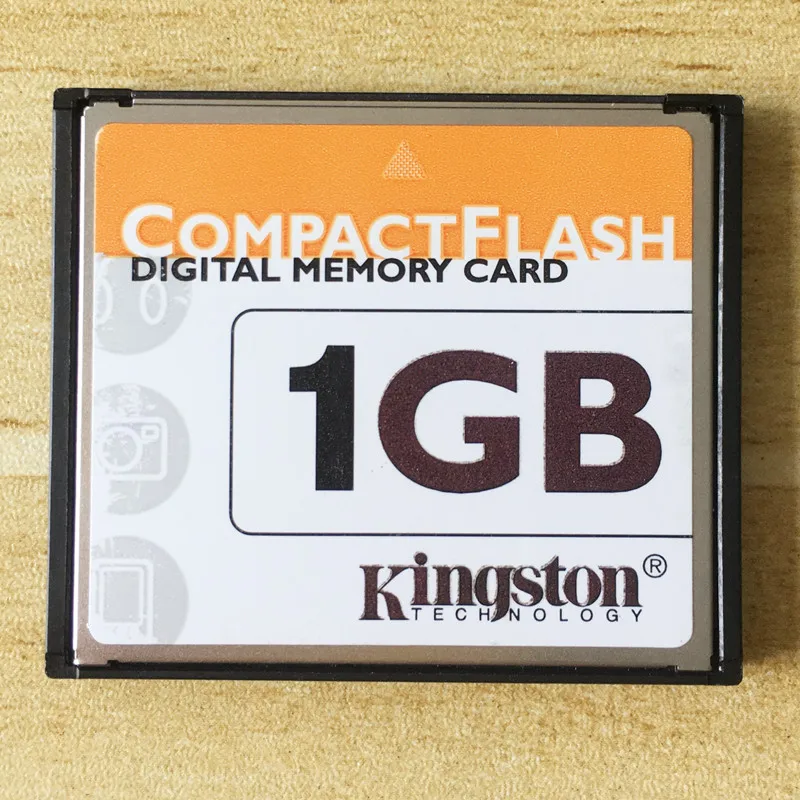 COMPACTFLASH
DIGITAL MEMORY CARD
1GB
Kingston®
TECHNOLOGY